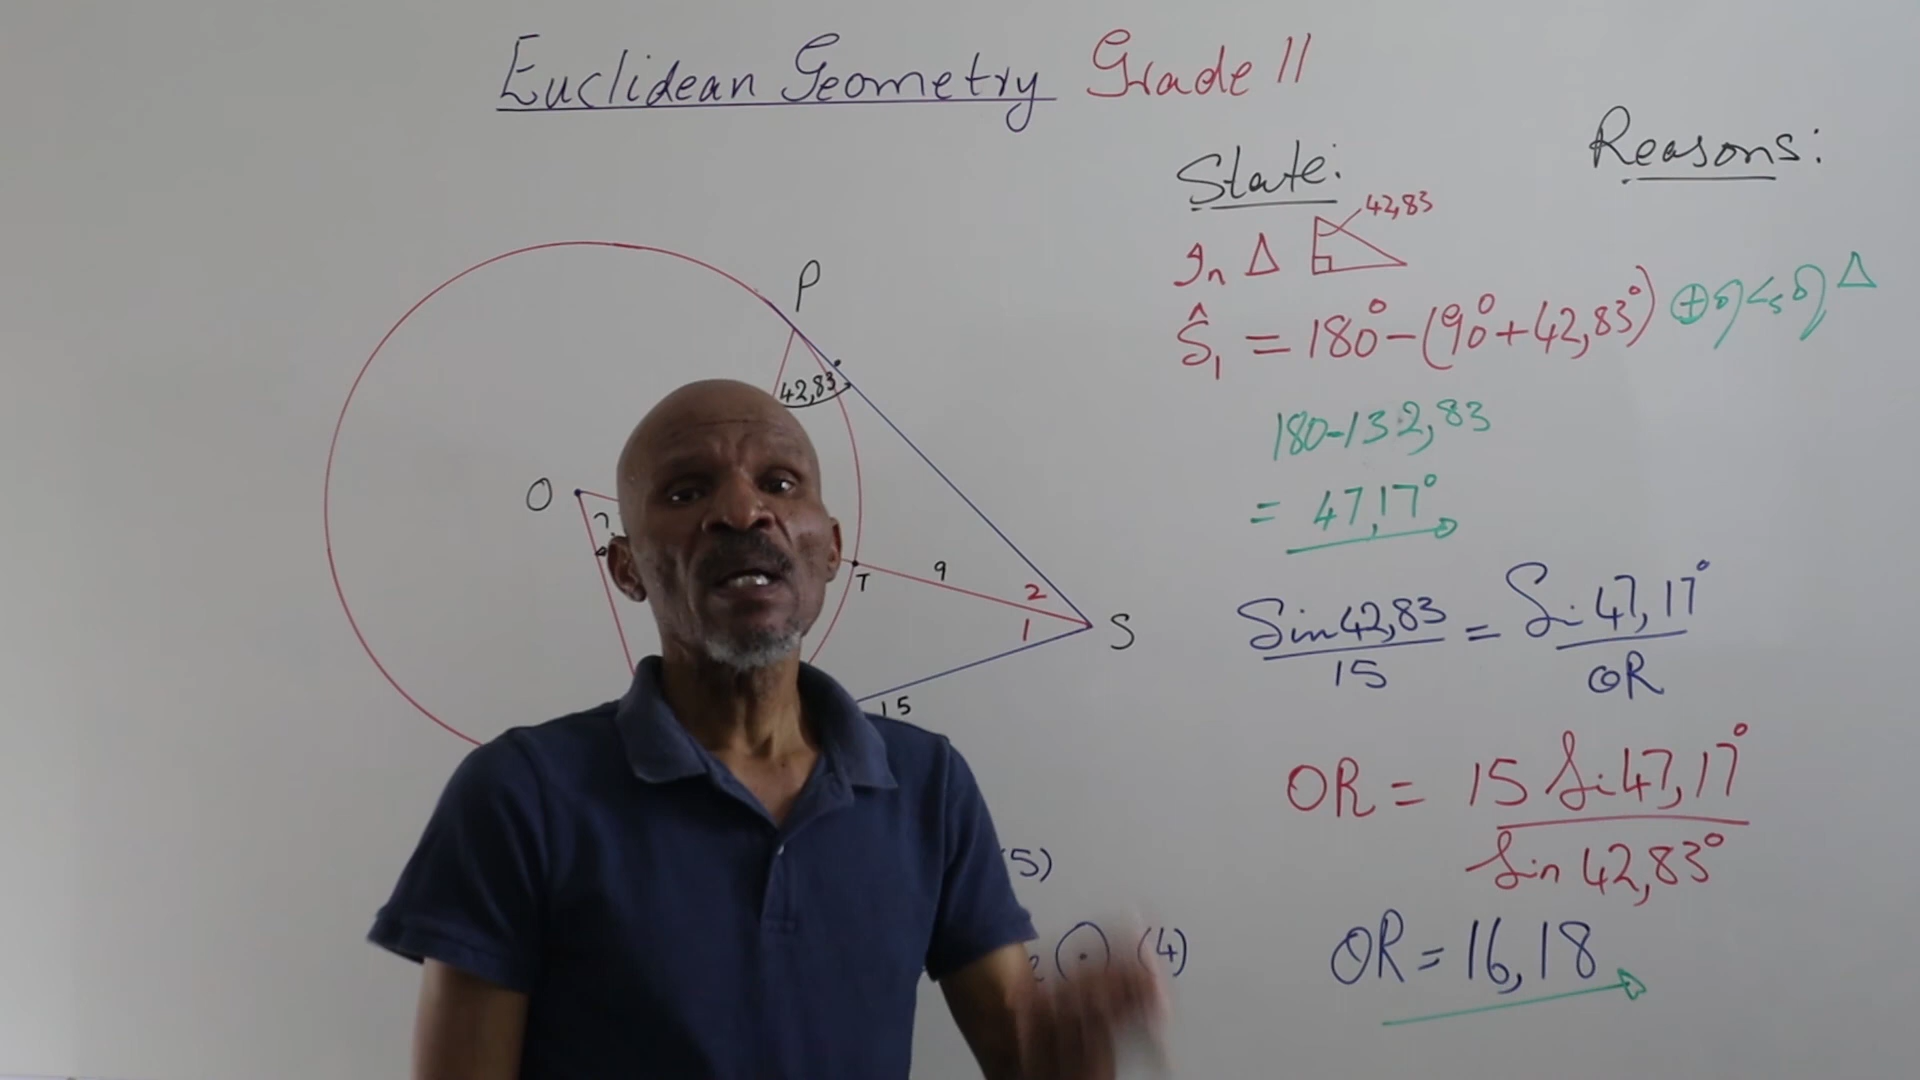 Euclidean Geometry Grade 11
State:
Reasons:
42,83
In Δ
Ŝ₁ = 180° - (90° + 42,83°) ⊕ of <s of Δ
180-132,83
= 47,17°
Sin 42,83 / 15 = Sin 47,17° / OR
OR = 15 Sin 47,17° / Sin 42,83°
OR = 16,18
P
42,83
O
?
T
9
2
1
S
15
5)
(4)